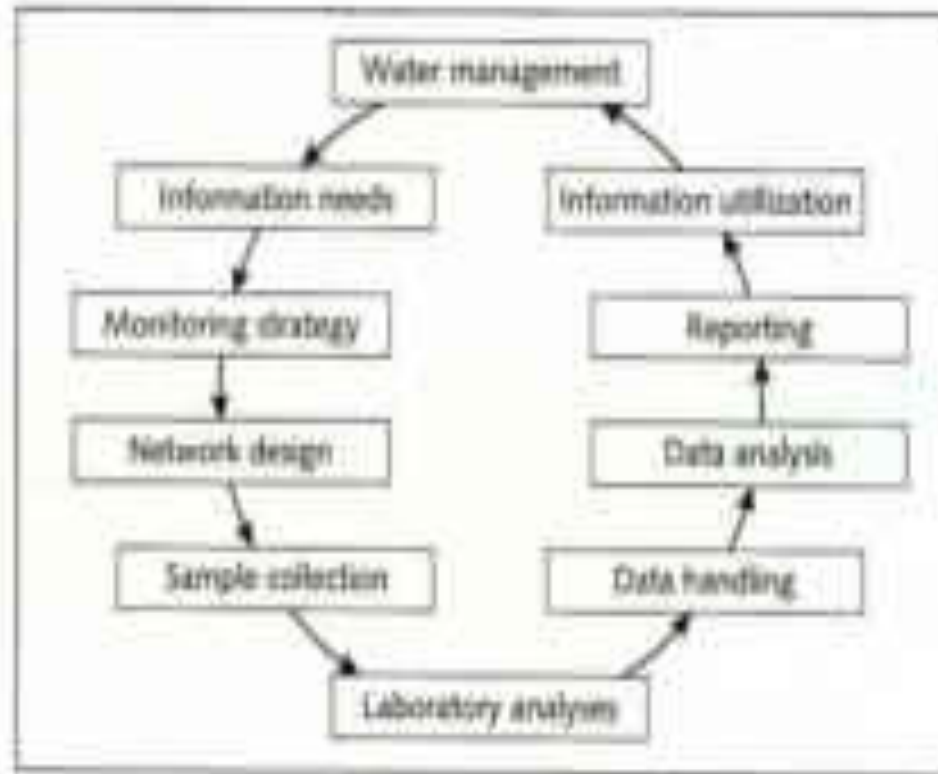 Water management
Information needs
Monitoring strategy
Network design
Sample collection
Laboratory analyses
Data handling
Data analysis
Reporting
Information utilization